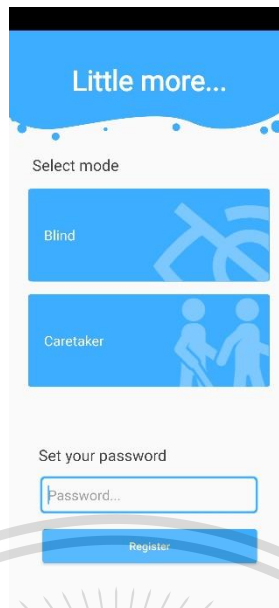 Little more...
Select mode
Blind
Caretaker
Set your password
Password...
Register